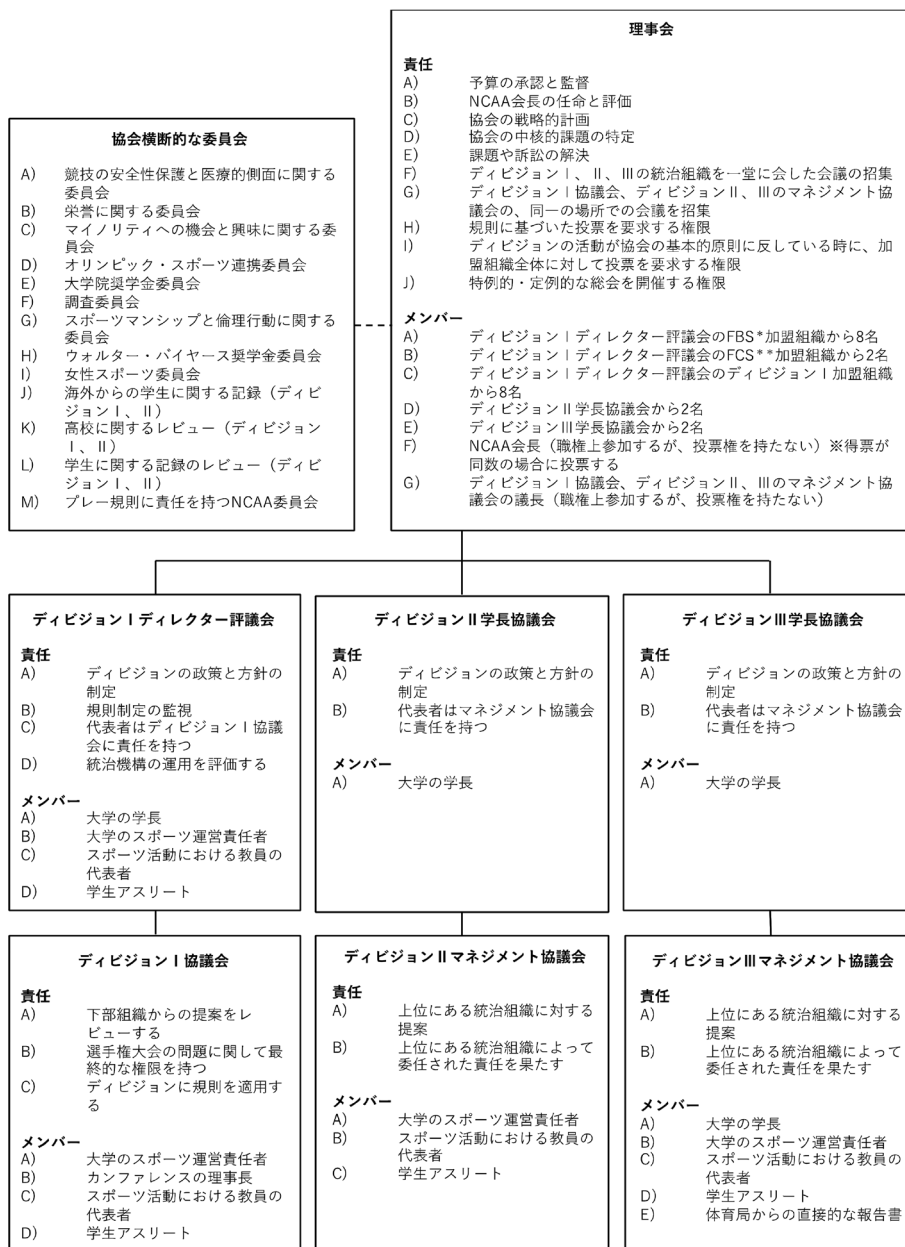 理事会
責任
A) 予算の承認と監督
B) NCAA会長の任命と評価
C) 協会の戦略的計画
D) 協会の中核的課題の特定
E) 課題や訴訟の解決
F) ディビジョンⅠ、Ⅱ、Ⅲの統治組織を一堂に会した会議の招集
G) ディビジョンⅠ協議会、ディビジョンⅡ、Ⅲのマネジメント協
議会の、同一の場所での会議を招集
H) 規則に基づいた投票を要求する権限
I) ディビジョンの活動が協会の基本的原則に反している時に、加
盟組織全体に対して投票を要求する権限
J) 特例的・定例的な総会を開催する権限
メンバー
A) ディビジョンⅠディレクター評議会のFBS*加盟組織から8名
B) ディビジョンⅠディレクター評議会のFCS**加盟組織から2名
C) ディビジョンⅠディレクター評議会のディビジョンⅠ加盟組織
から8名
D) ディビジョンⅡ学長協議会から2名
E) ディビジョンⅢ学長協議会から2名
F) NCAA会長（職権上参加するが、投票権を持たない）※得票が
同数の場合に投票する
G) ディビジョンⅠ協議会、ディビジョンⅡ、Ⅲのマネジメント協
議会の議長（職権上参加するが、投票権を持たない）
協会横断的な委員会
A) 競技の安全性保護と医療的側面に関する
委員会
B) 栄誉に関する委員会
C) マイノリティへの機会と興味に関する委
員会
D) オリンピック・スポーツ連携委員会
E) 大学院奨学金委員会
F) 調査委員会
G) スポーツマンシップと倫理行動に関する
委員会
H) ウォルター・バイヤース奨学金委員会
I) 女性スポーツ委員会
J) 海外からの学生に関する記録（ディビ
ジョンⅠ、Ⅱ）
K) 高校に関するレビュー（ディビジョン
Ⅰ、Ⅱ）
L) 学生に関する記録のレビュー（ディビ
ジョンⅠ、Ⅱ）
M) プレー規則に責任を持つNCAA委員会
ディビジョンⅠディレクター評議会
責任
A) ディビジョンの政策と方針の
制定
B) 規則制定の監視
C) 代表者はディビジョンⅠ協議
会に責任を持つ
D) 統治機構の運用を評価する
メンバー
A) 大学の学長
B) 大学のスポーツ運営責任者
C) スポーツ活動における教員の
代表者
D) 学生アスリート
ディビジョンⅡ学長協議会
責任
A) ディビジョンの政策と方針の
制定
B) 代表者はマネジメント協議会
に責任を持つ
メンバー
A) 大学の学長
ディビジョンⅢ学長協議会
責任
A) ディビジョンの政策と方針の
制定
B) 代表者はマネジメント協議会
に責任を持つ
メンバー
A) 大学の学長
ディビジョンⅠ協議会
責任
A) 下部組織からの提案をレ
ビューする
B) 選手権大会の問題に関して最
終的な権限を持つ
C) ディビジョンに規則を適用す
る
メンバー
A) 大学のスポーツ運営責任者
B) カンファレンスの理事長
C) スポーツ活動における教員の
代表者
D) 学生アスリート
ディビジョンⅡマネジメント協議会
責任
A) 上位にある統治組織に対する
提案
B) 上位にある統治組織によって
委任された責任を果たす
メンバー
A) 大学のスポーツ運営責任者
B) スポーツ活動における教員の
代表者
C) 学生アスリート
ディビジョンⅢマネジメント協議会
責任
A) 上位にある統治組織に対する
提案
B) 上位にある統治組織によって
委任された責任を果たす
メンバー
A) 大学の学長
B) 大学のスポーツ運営責任者
C) スポーツ活動における教員の
代表者
D) 学生アスリート
E) 体育局からの直接的な報告書